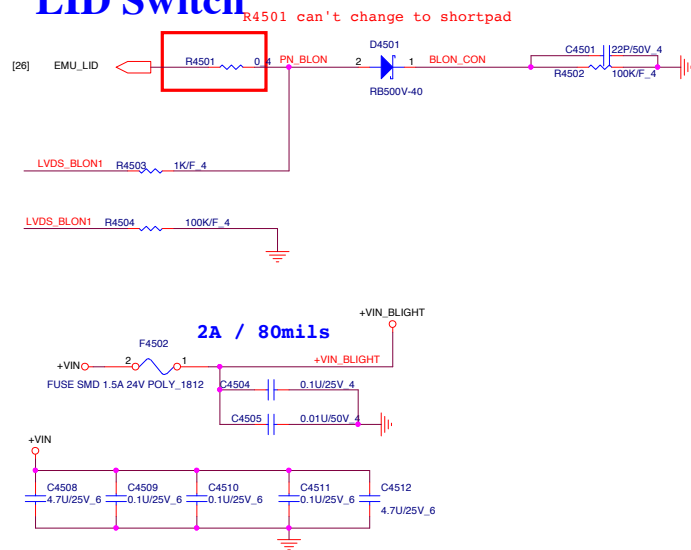 LID Switch
R4501 can't change to shortpad
[26] EMU_LID R4501 0_4 PN_BLON 2 D4501 1 BLON_CON C4501 22P/50V_4
RB500V-40 R4502 100K/F_4
LVDS_BLON1 R4503 1K/F_4
LVDS_BLON1 R4504 100K/F_4
+VIN_BLIGHT
2A / 80mils
F4502
+VIN 2 1 +VIN_BLIGHT
FUSE SMD 1.5A 24V POLY_1812 C4504 0.1U/25V_4
C4505 0.01U/50V_4
+VIN
C4508 C4509 C4510 C4511 C4512
4.7U/25V_6 0.1U/25V_6 0.1U/25V_6 0.1U/25V_6 4.7U/25V_6